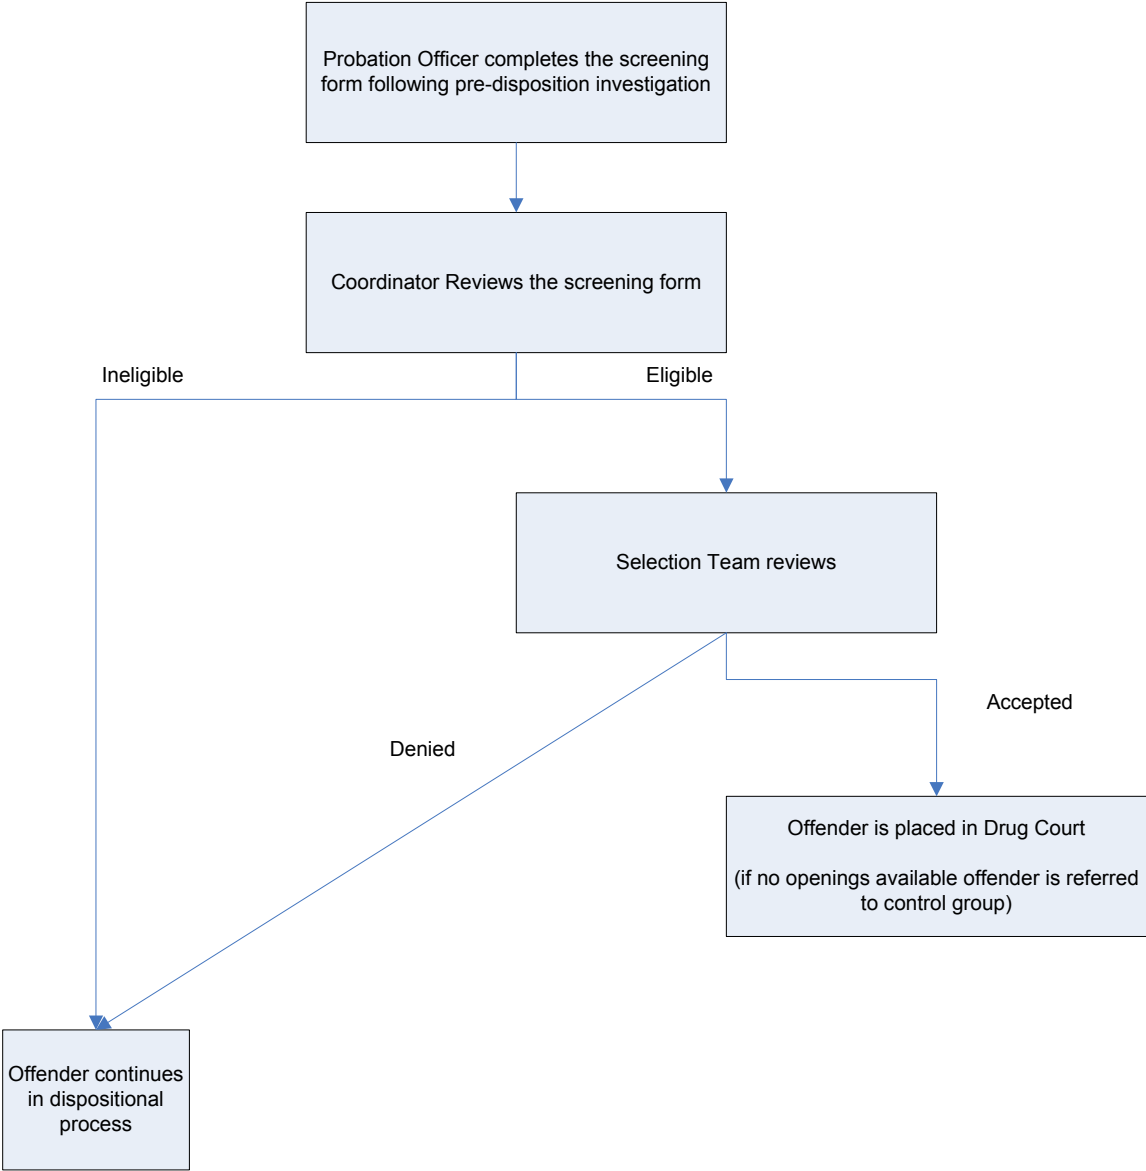 Probation Officer completes the screening
form following pre-disposition investigation
Coordinator Reviews the screening form
Ineligible
Eligible
Selection Team reviews
Accepted
Denied
Offender is placed in Drug Court
(if no openings available offender is referred
to control group)
Offender continues
in dispositional
process